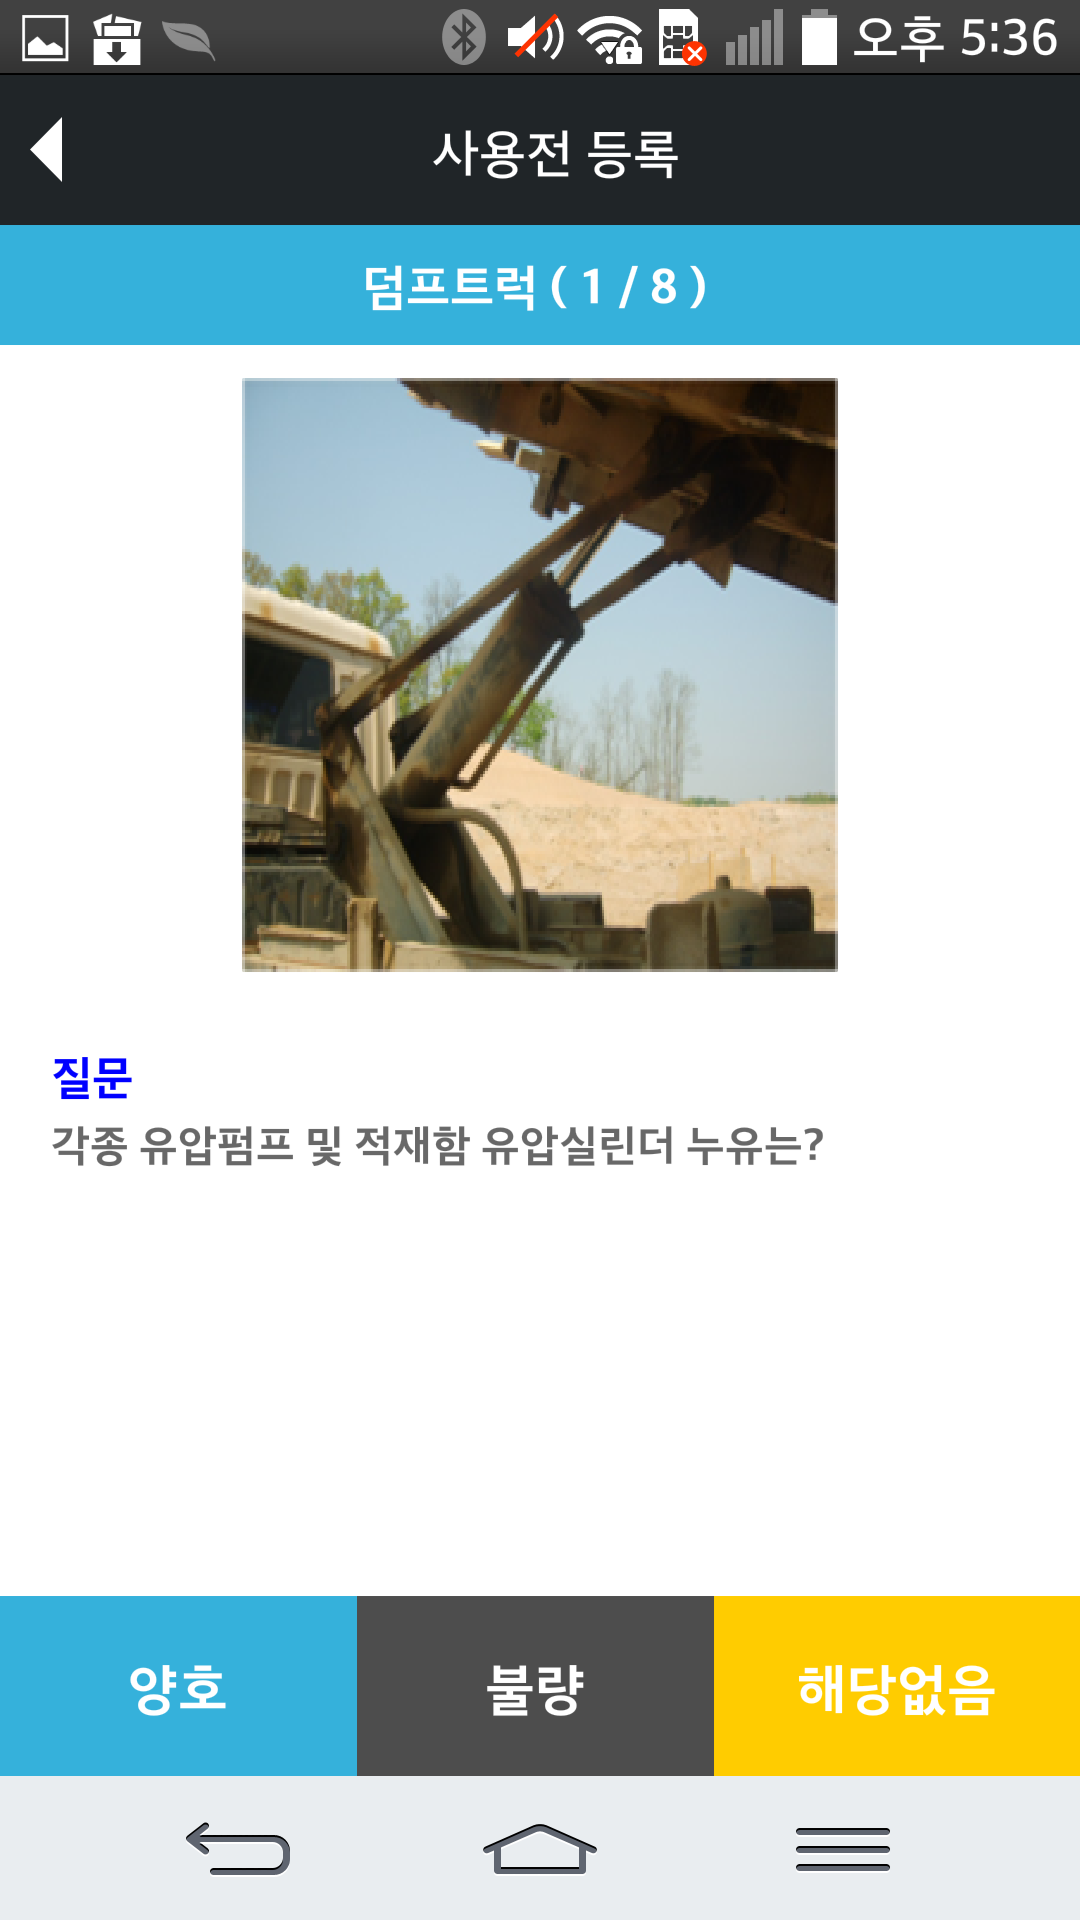 오후 5:36
사용전 등록
덤프트럭 ( 1 / 8 )
질문
각종 유압펌프 및 적재함 유압실린더 누유는?
양호
불량
해당없음